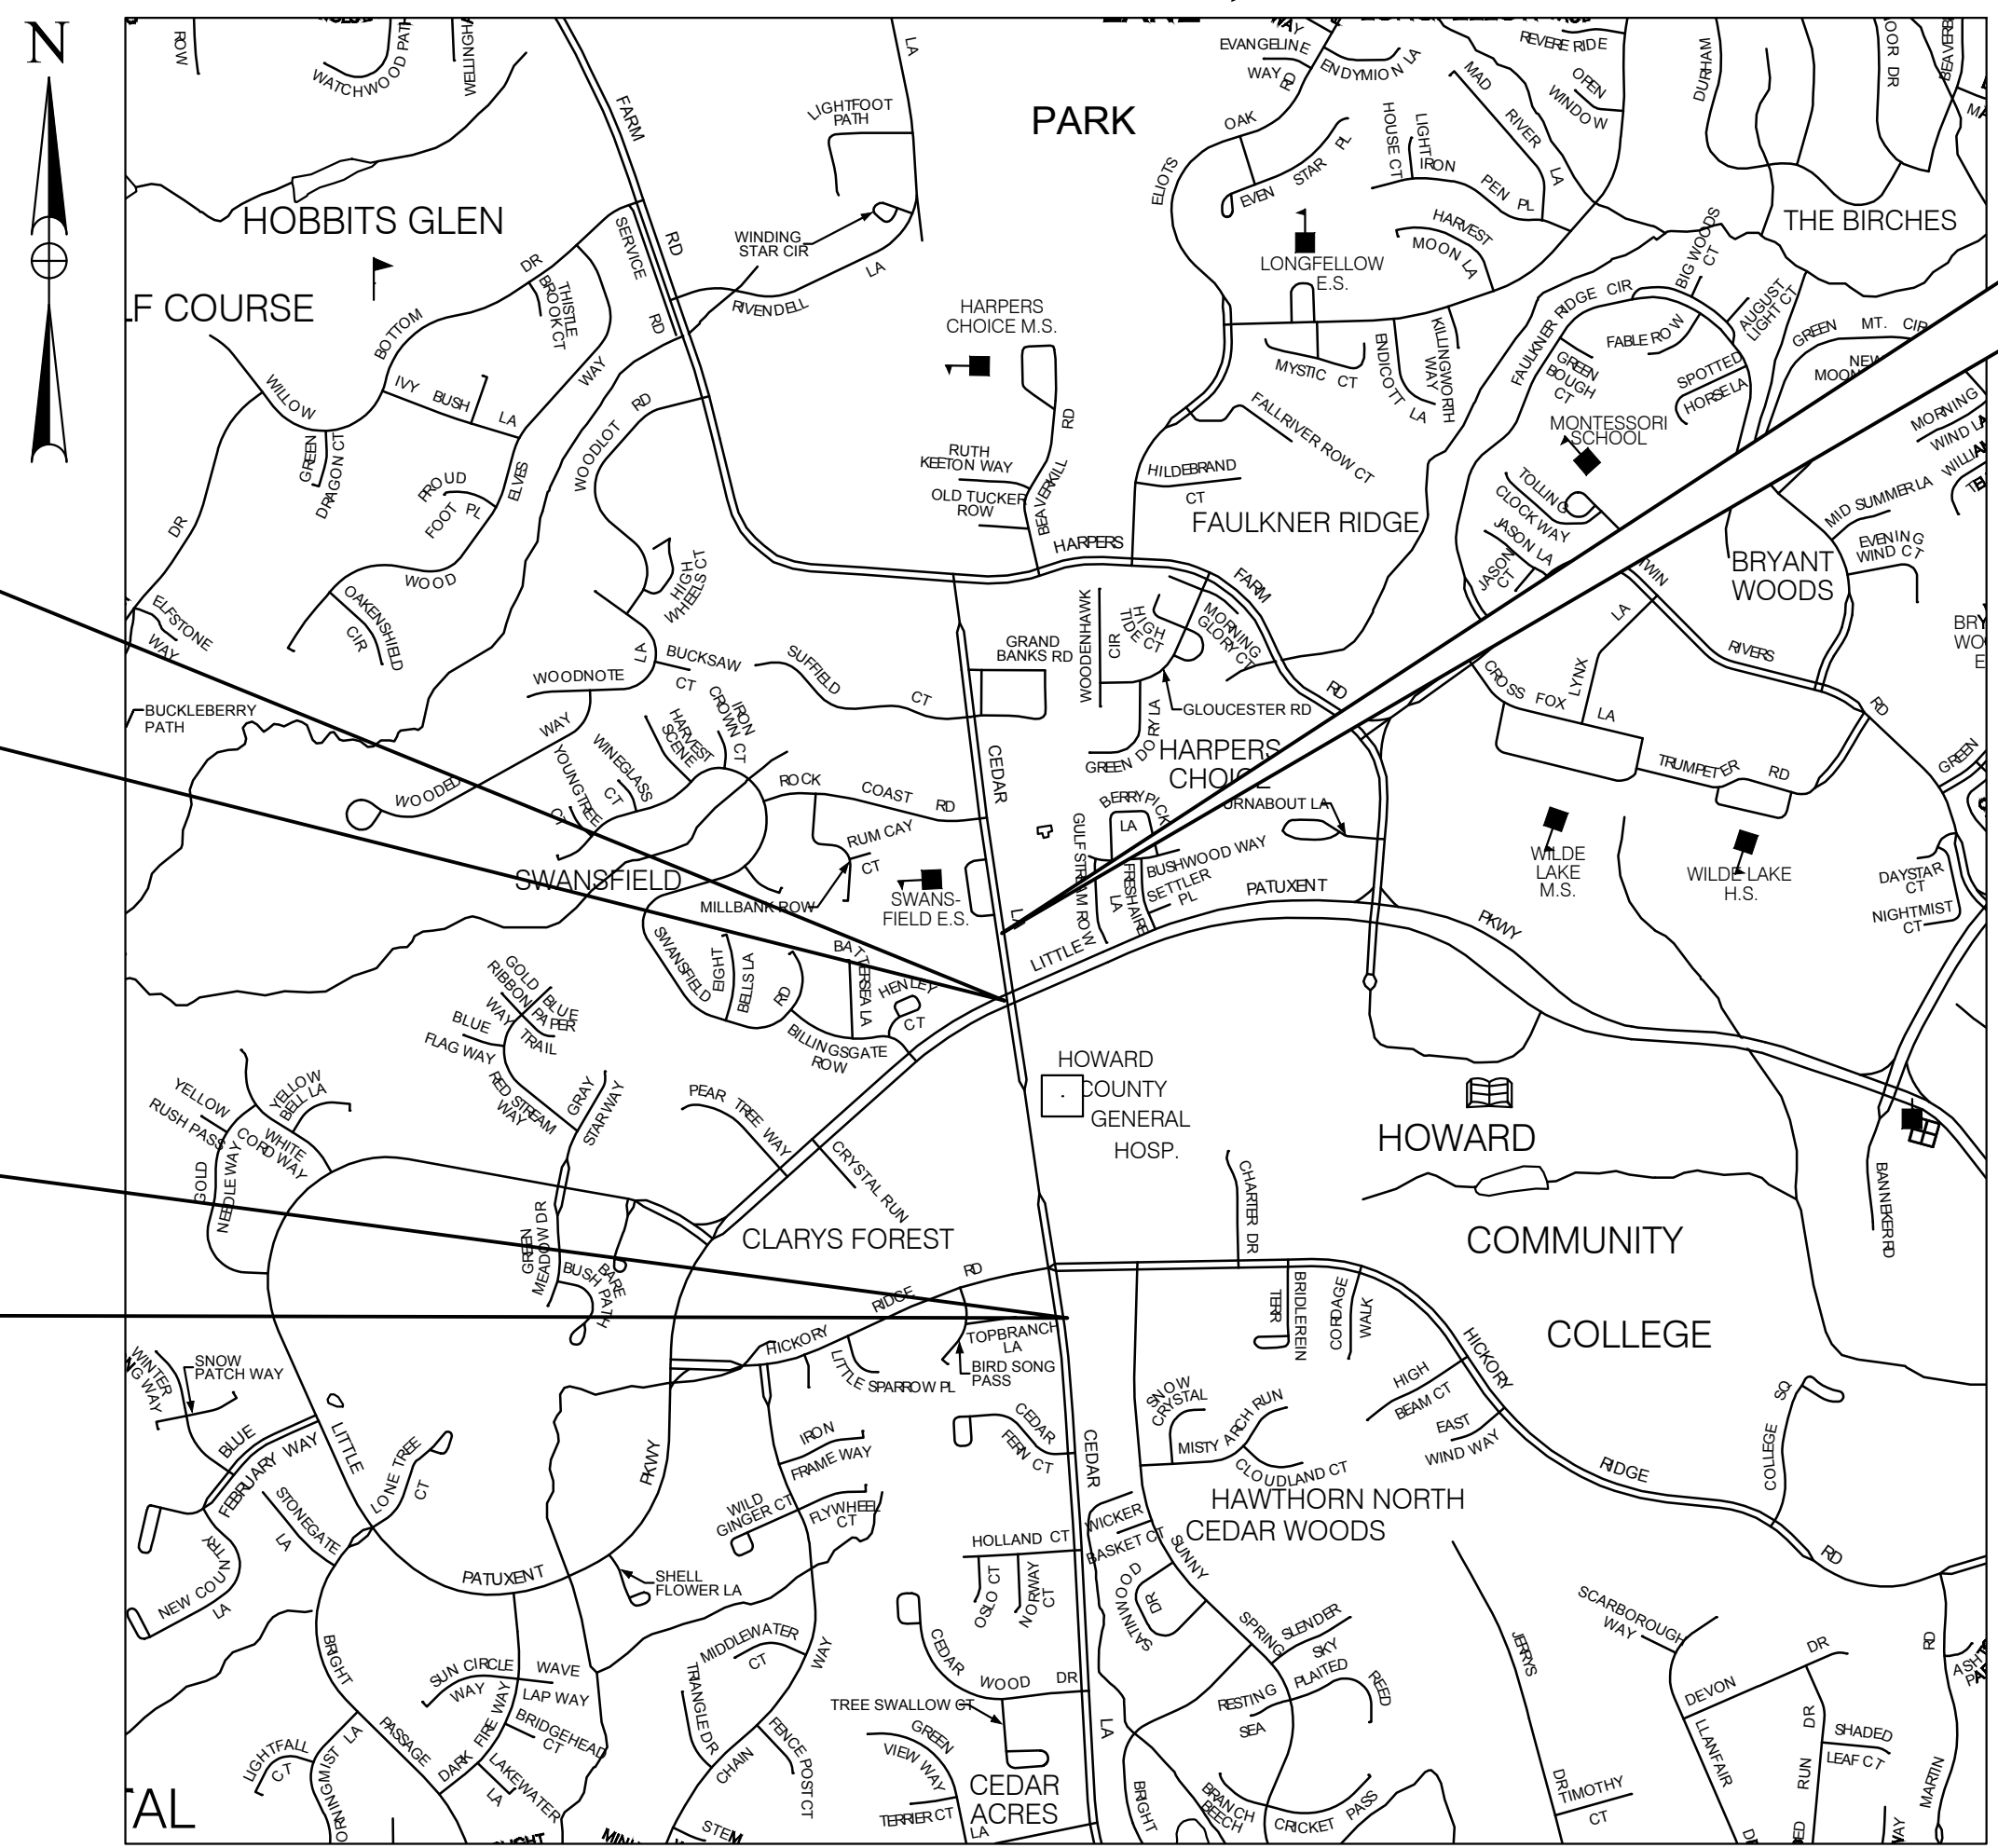 N
ROW
WATCHWOOD PATH
FARM
LA
LIGHTFOOT
PATH
PARK
EVANGELINE
WAY
RD
ENDYMION LA
REVERE RIDE
MAD
RIVER
LA
OPEN
WINDOW
DURHAM
OAK
ELIOTS
EVEN
STAR
PL
HOUSE CT
LIGHT
IRON
PEN
PL
HARVEST
MOON LA
HOBBITS GLEN
THE BIRCHES
LF COURSE
WINDING
STAR CIR
RIVENDELL
LA
SERVICE
RD
RD
DR
THISTLE
BROOK CT
BOTTOM
WILLOW
IVY
BUSH
LA
WAY
WOODLOT
RD
ELVES
PROUD
FOOT
PL
GREEN
DRAGON CT
DR
WOOD
OAKENSHIELD
CIR
ELFSTONE
WAY
BUCKLEBERRY
PATH
LONGFELLOW
E.S.
HARPERS
CHOICE M.S.
MYSTIC
CT
ENDICOTT
LA
KILLINGWORTH
WAY
FALLRIVER ROW CT
RUTH
KEETON WAY
OLD TUCKER
ROW
BEAVERKILL
RD
HILDEBRAND
CT
FAULKNER RIDGE
FAULKNER RIDGE CIR
BIG WOODS
CT
AUGUST
LIGHT CT
FABLE ROW
GREEN
BOUGH
CT
SPOTTED
HORSE LA
GREEN
MT.
CIR
MORNING
MONTESSORI
SCHOOL
TOLLING
CLOCK WAY
JASON LA
JASON
CT
MID SUMMER LA
EVENING
WIND CT
BRYANT
WOODS
LA
RIVERS
RD
HARPERS
FARM
RD
HIGH
WHEELS CT
WOODNOTE
LA
BUCKSAW
CT
SUFFIELD
CT
WAY
WOODED
YOUNGTREE
CT
WINEGLASS
CT
HARVEST
SCENE
IRON
CROWN CT
ROCK
COAST
RD
RUM CAY
CT
GRAND
BANKS RD
WOODENHAWK
CIR
HIGH
TIDE CT
MORNING
GLORY CT
GLOUCESTER RD
GREEN
DORY LA
HARPERS
CHOICE
CEDAR
BERRYPICK
LA
GULFSTREAM ROW
FRESHAIRE
LA
BUSHWOOD WAY
SETTLER
PL
CROSS
FOX
LA
LYNX
TRUMPETER
RD
GREEN
WILDE
LAKE
M.S.
WILDE LAKE
H.S.
DAYSTAR
CT
NIGHTMIST
CT
SWANSFIELD
MILLBANK ROW
SWANS-
FIELD E.S.
LITTLE
PATUXENT
PKWY
SWANSFIELD
RD
EIGHT
BELLS LA
BATTERSEA LA
HENLEY
CT
BILLINGSGATE
ROW
GOLD
RIBBON
WAY
BLUE
PAPER
TRAIL
BLUE
FLAG WAY
RED STREAM
WAY
GRAY
STAR WAY
YELLOW
BELL LA
YELLOW
RUSH PASS
WHITE
CORD WAY
GOLD
NEEDLE WAY
PEAR
TREE
WAY
CRYSTAL RUN
HOWARD
COUNTY
GENERAL
HOSP.
HOWARD
COMMUNITY
COLLEGE
CHARTER DR
BANNEKER RD
CLARYS FOREST
GREEN
MEADOW DR
BUSH PATH
BARE
HICKORY
RIDGE
RD
TOPBRANCH
LA
BIRD SONG
PASS
LITTLE
SPARROW PL
BRIDLEREIN
TERR
CORDAGE
WALK
HICKORY
RIDGE
RD
HIGH
BEAM CT
EAST
WIND WAY
COLLEGE
SQ
WINTER
SNOW
PATCH WAY
BLUE
FEBRUARY WAY
LITTLE
LONE TREE
CT
PKWY
STONEGATE
LA
NEW COUNTRY
LA
PATUXENT
SHELL
FLOWER LA
IRON
FRAME WAY
WILD
GINGER CT
FLYWHEEL
CT
CEDAR
FERN CT
CEDAR
SNOW
CRYSTAL
MISTY
ARCH RUN
CLOUDLAND CT
HAWTHORN NORTH
CEDAR WOODS
WICKER
BASKET CT
HOLLAND CT
OSLO CT
NORWAY
CT
SATINWOOD
DR
SUNNY
SPRING
SLENDER
SKY
PLAITED
REED
RESTING
SEA
BRIGHT
PASSAGE
SUN CIRCLE
WAY
WAVE
LAP WAY
DARK
FIRE WAY
BRIDGEHEAD
CT
LAKEWATER
LA
LIGHTFALL
CT
MORNINGMIST
LA
MIDDLEWATER
CT
WAY
TRIANGLE DR
CHAIN
FENCE POST CT
STEM
CEDAR
WOOD
DR
TREE SWALLOW CT
GREEN
VIEW WAY
TERRIER CT
CEDAR
ACRES
LA
LA
BRIGHT
BRANCH
BEECH
CRICKET
PASS
JERRYS
DR
TIMOTHY
CT
SCARBOROUGH
WAY
DEVON
DR
LLANFAIR
RUN
DR
SHADED
LEAF CT
MARTIN
RD